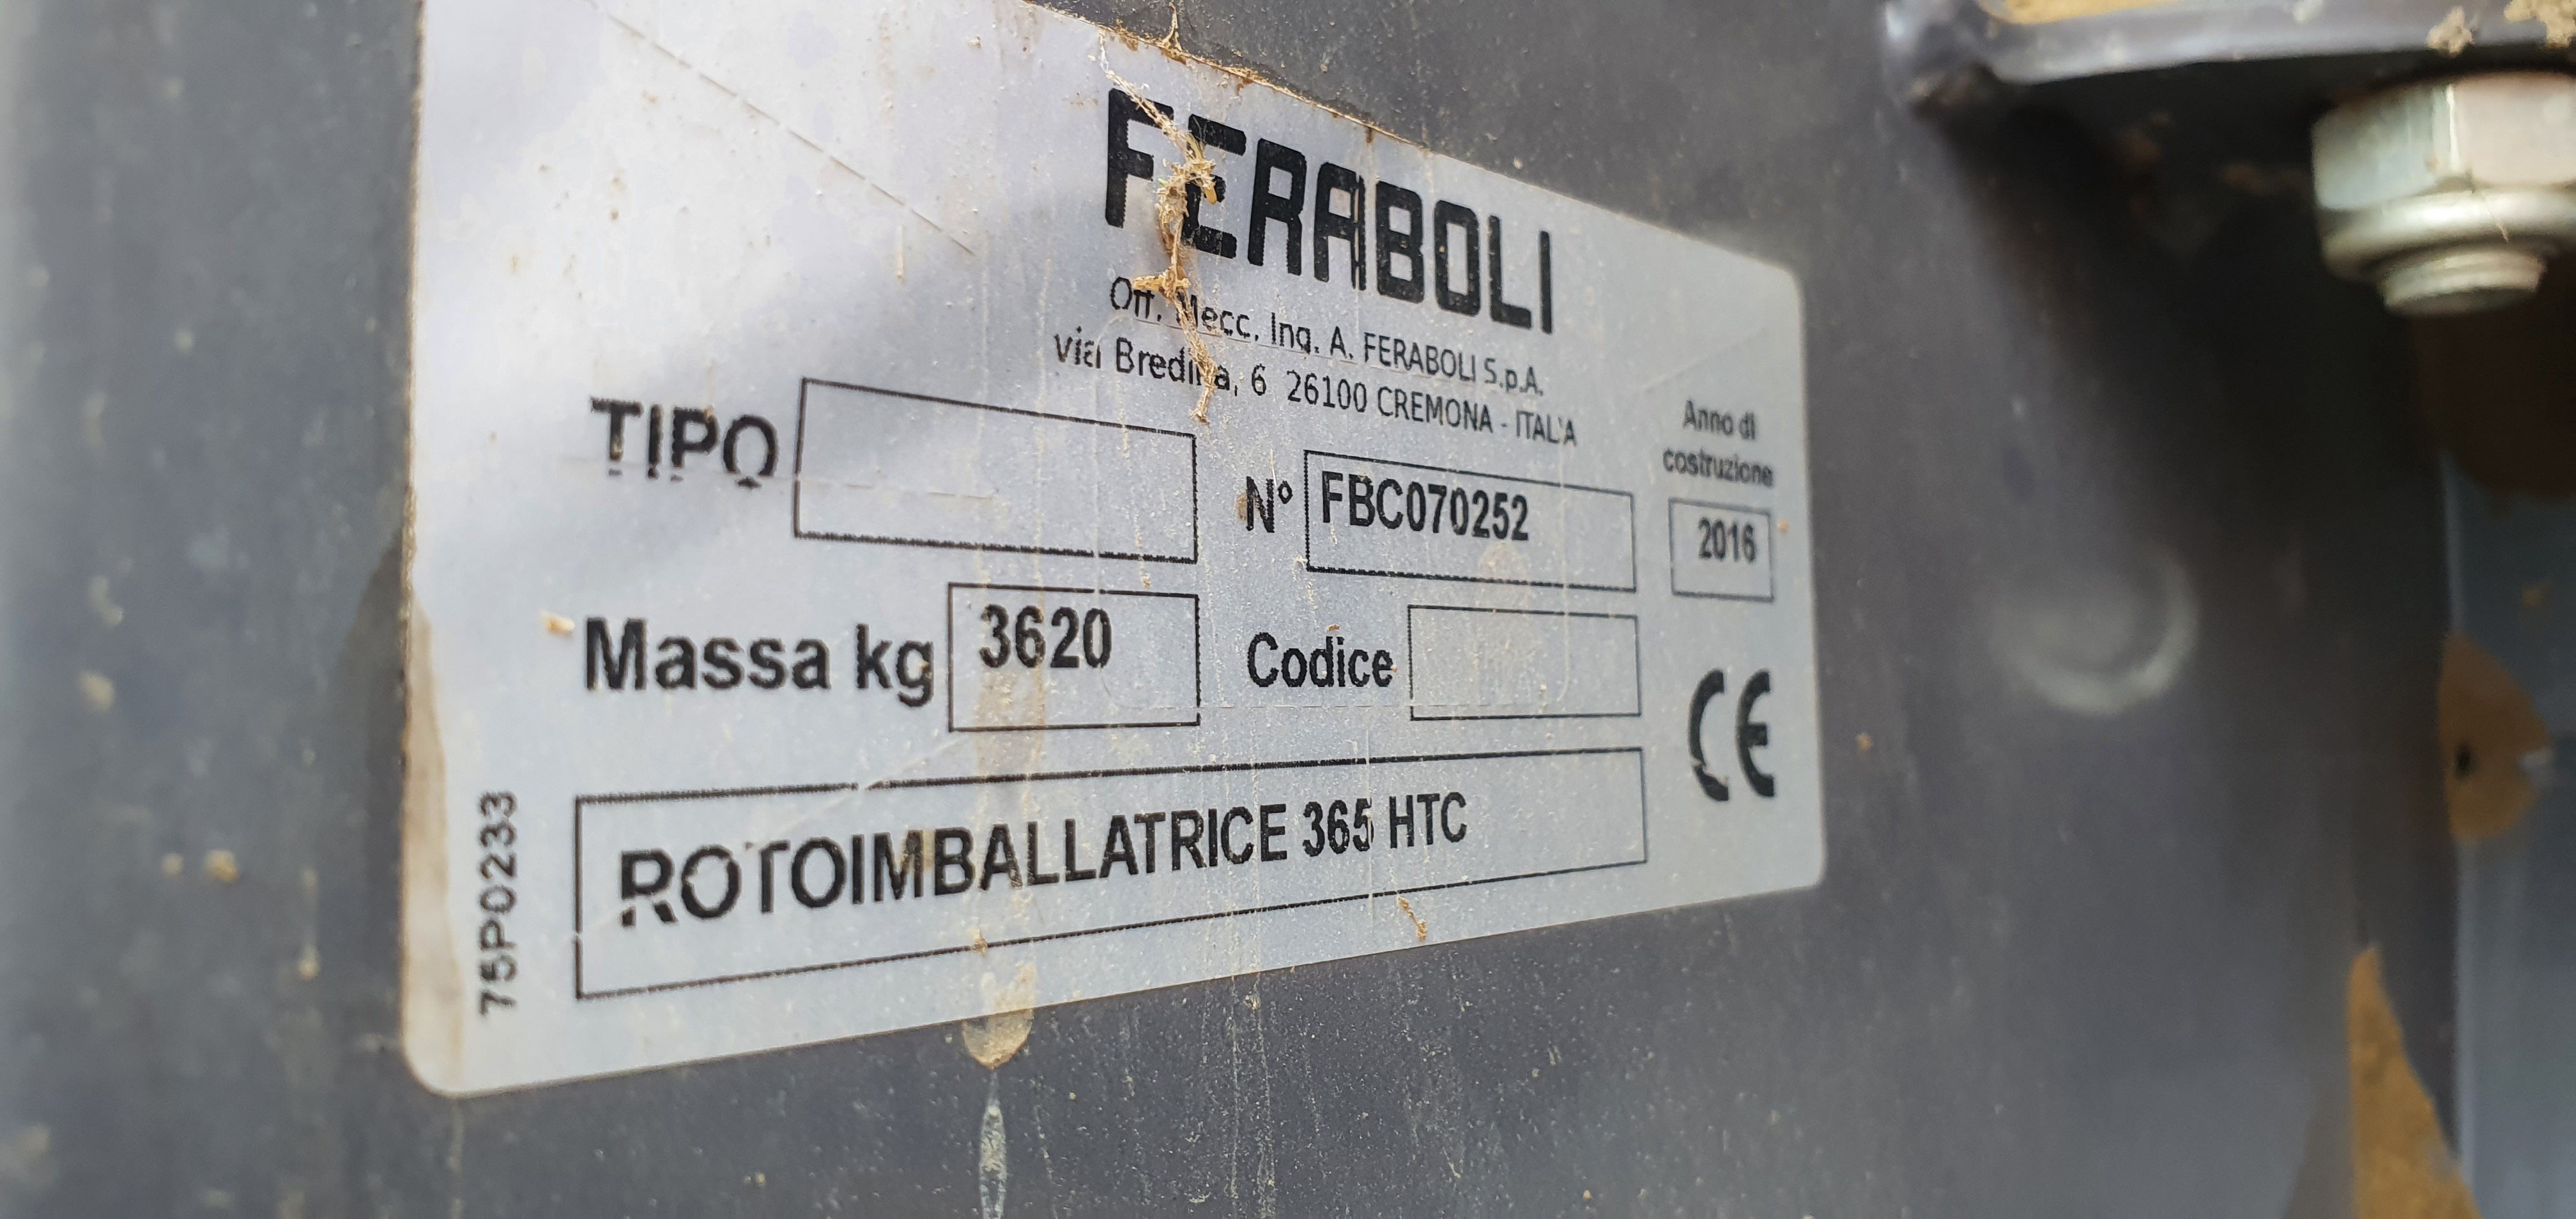 FERABOLI
Off. Mecc. Ing. A. FERABOLI S.p.A.
via Bredina, 6 26100 CREMONA - ITALIA
TIPO
N° FBC070252
Anno di
costruzione
2016
Massa kg 3620
Codice
CE
ROTOIMBALLATRICE 365 HTC
75P0233